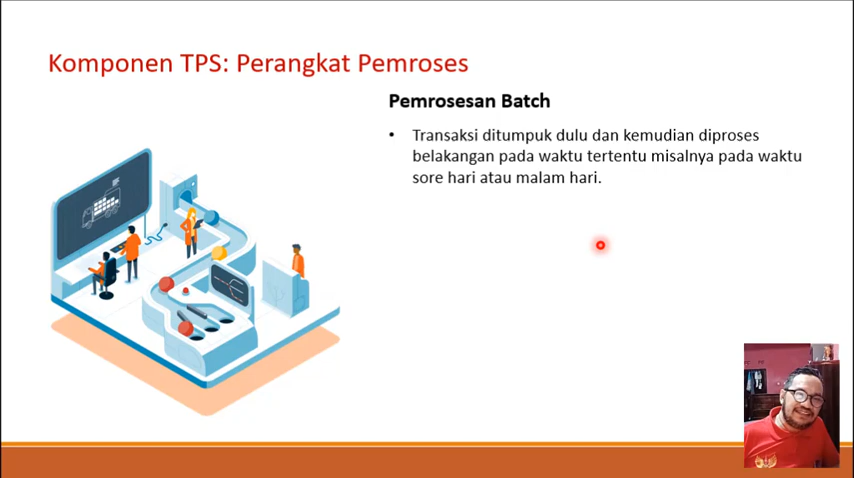 Komponen TPS: Perangkat Pemroses
Pemrosesan Batch
• Transaksi ditumpuk dulu dan kemudian diproses
belakangan pada waktu tertentu misalnya pada waktu
sore hari atau malam hari.